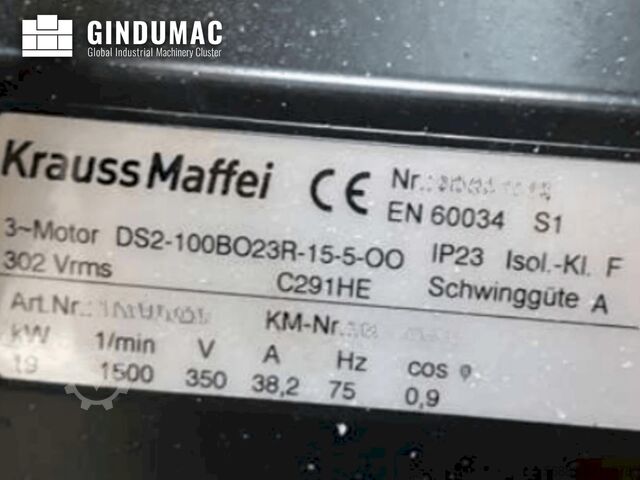 GINDUMAC
Global Industrial Machinery Cluster
Krauss Maffei CE Nr.:
EN 60034 S1
3~Motor DS2-100BO23R-15-5-OO IP23 Isol.-Kl. F
302 Vrms C291HE Schwinggüte A
Art.Nr.: KM-Nr.
kW 1/min V A Hz cos φ
19 1500 350 38,2 75 0,9